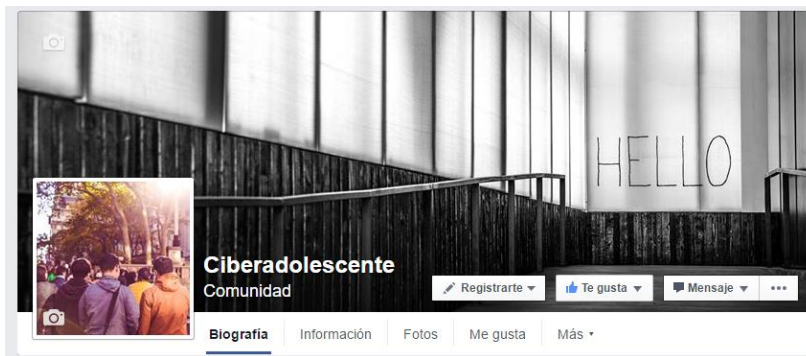 HELLO
Ciberadolescente
Comunidad
Registrarte
Te gusta
Mensaje
Biografía Información Fotos Me gusta Más